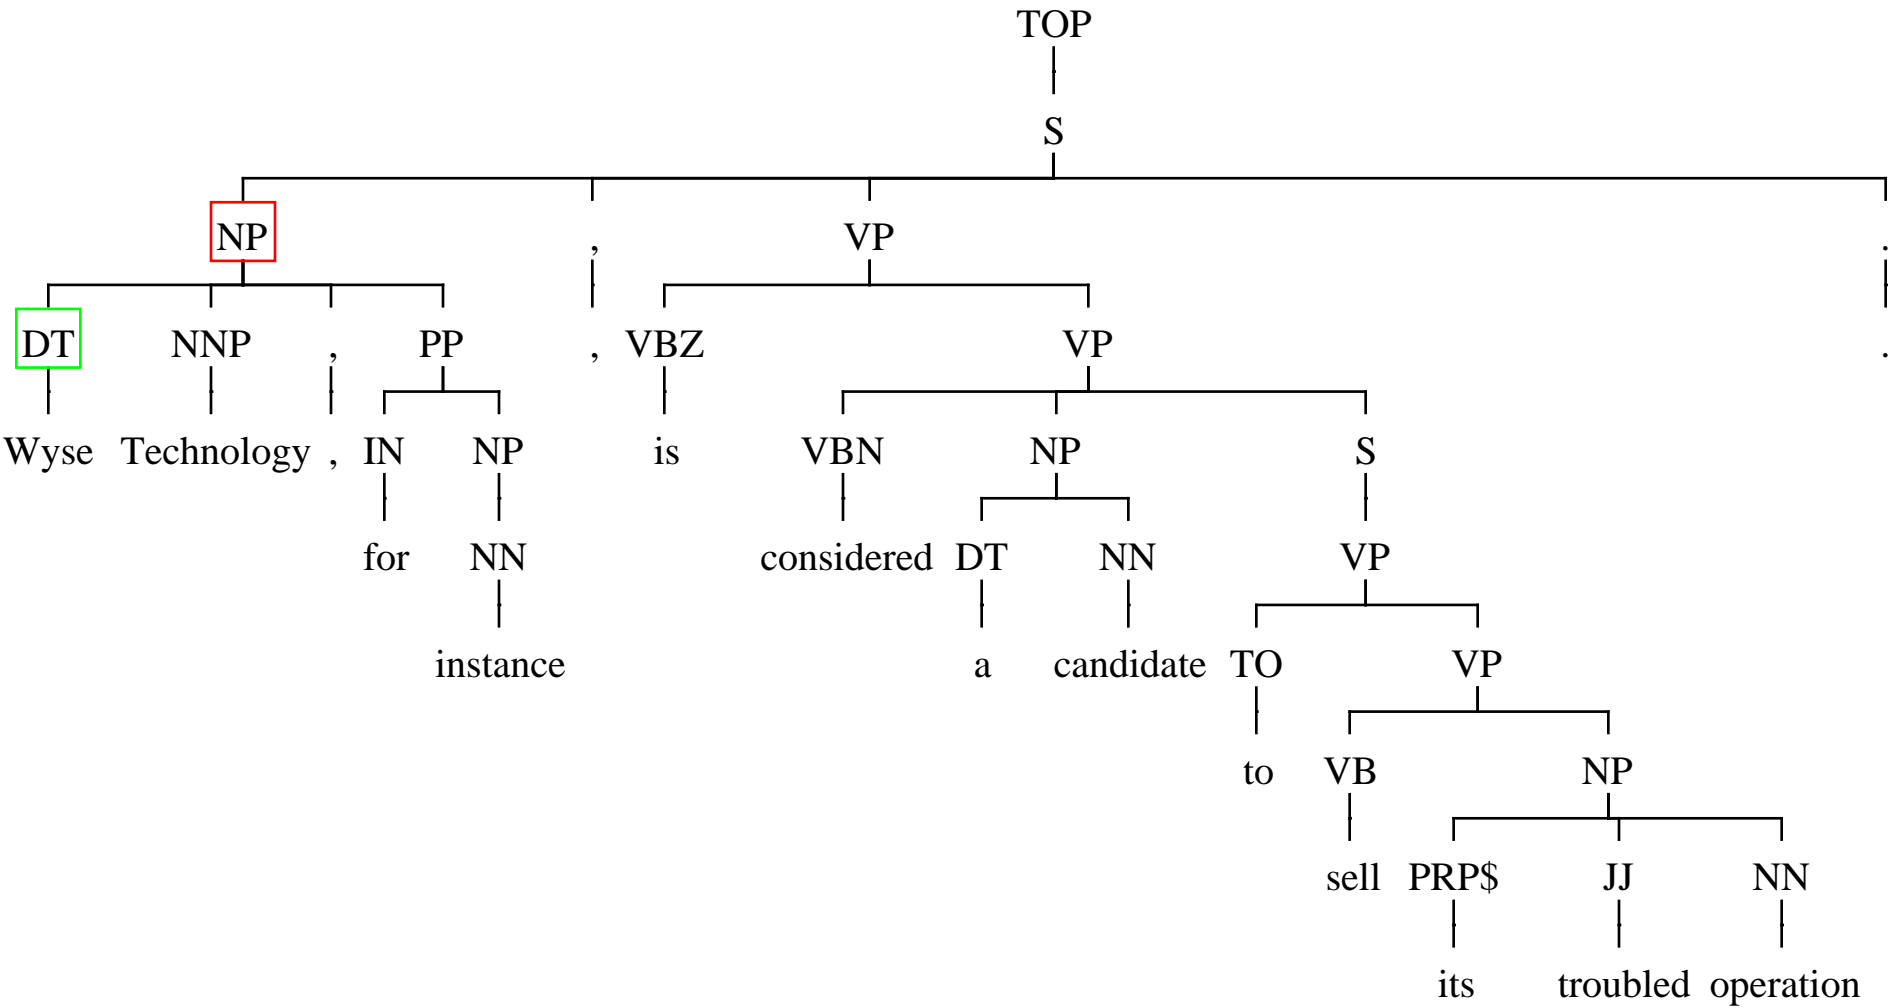 TOP
S
NP , VP .
DT NNP , PP , VBZ VP .
Wyse Technology , IN NP is VBN NP S
for NN considered DT NN VP
instance a candidate TO VP
to VB NP
sell PRP$ JJ NN
its troubled operation